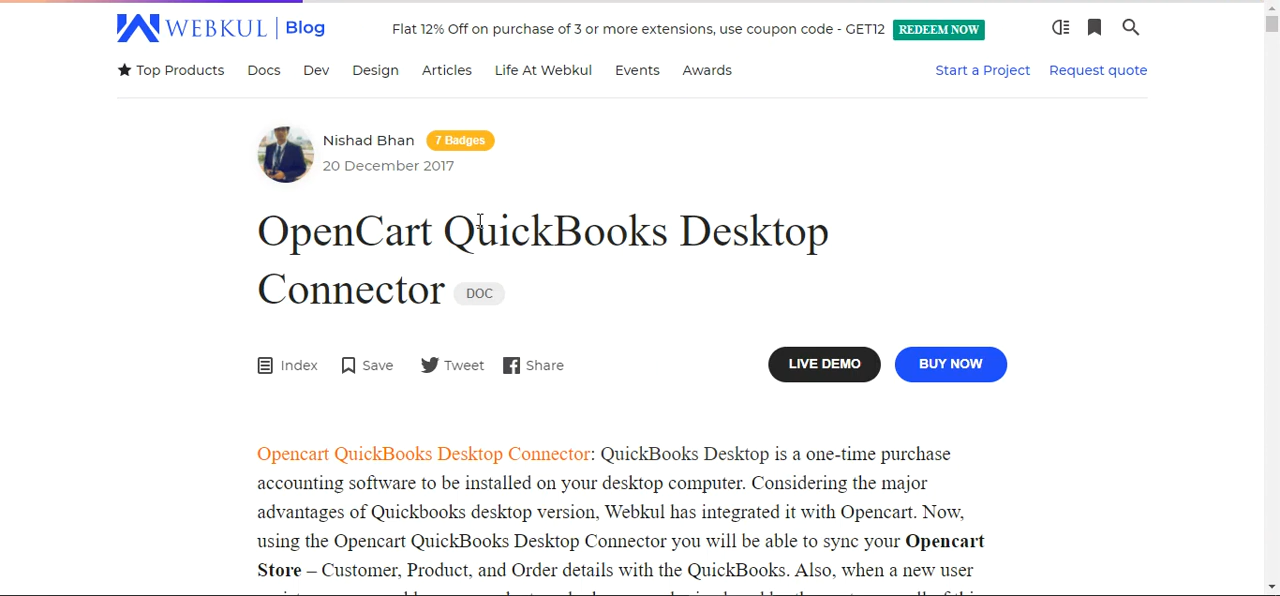 WEBKUL | Blog
Flat 12% Off on purchase of 3 or more extensions, use coupon code - GET12 REDEEM NOW
Top Products Docs Dev Design Articles Life At Webkul Events Awards Start a Project Request quote
Nishad Bhan 7 Badges
20 December 2017
OpenCart QuickBooks Desktop
Connector DOC
Index Save Tweet Share LIVE DEMO BUY NOW
Opencart QuickBooks Desktop Connector: QuickBooks Desktop is a one-time purchase
accounting software to be installed on your desktop computer. Considering the major
advantages of Quickbooks desktop version, Webkul has integrated it with Opencart. Now,
using the Opencart QuickBooks Desktop Connector you will be able to sync your Opencart
Store – Customer, Product, and Order details with the QuickBooks. Also, when a new user